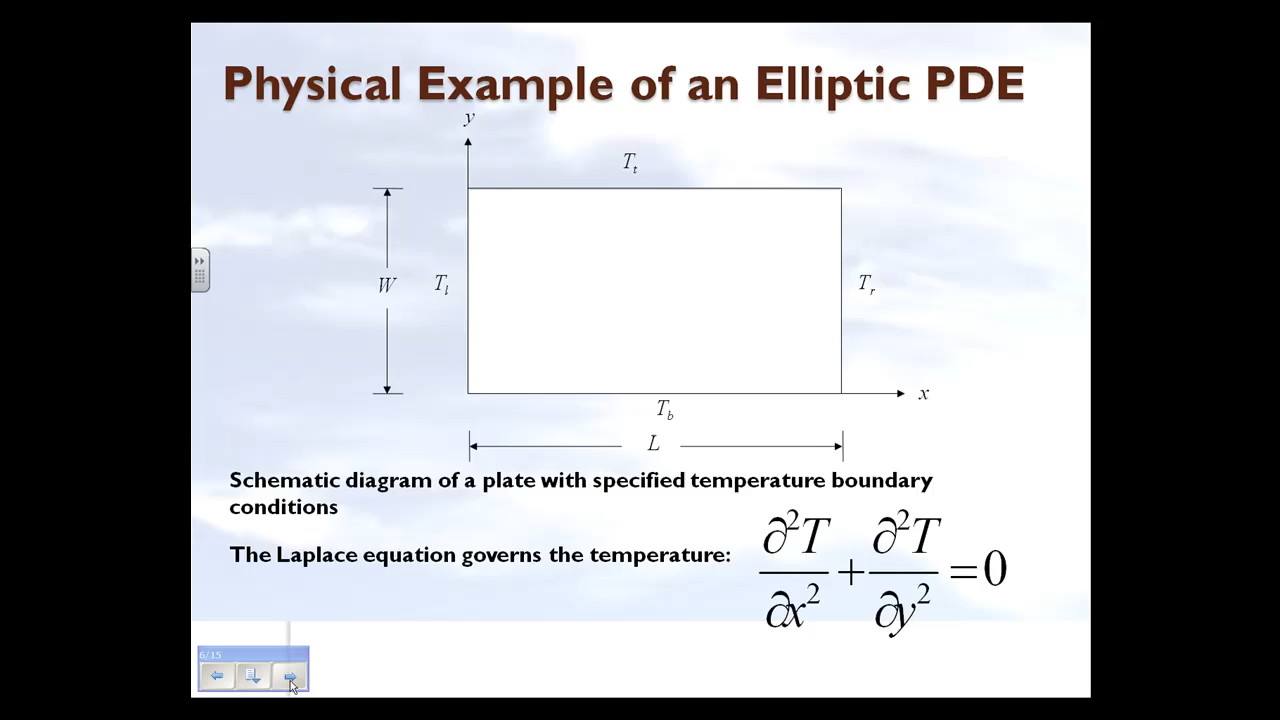 Physical Example of an Elliptic PDE
y
T_t
W
T_l
T_r
x
T_b
L
Schematic diagram of a plate with specified temperature boundary
conditions
The Laplace equation governs the temperature: ∂²T/∂x² + ∂²T/∂y² = 0
6/15